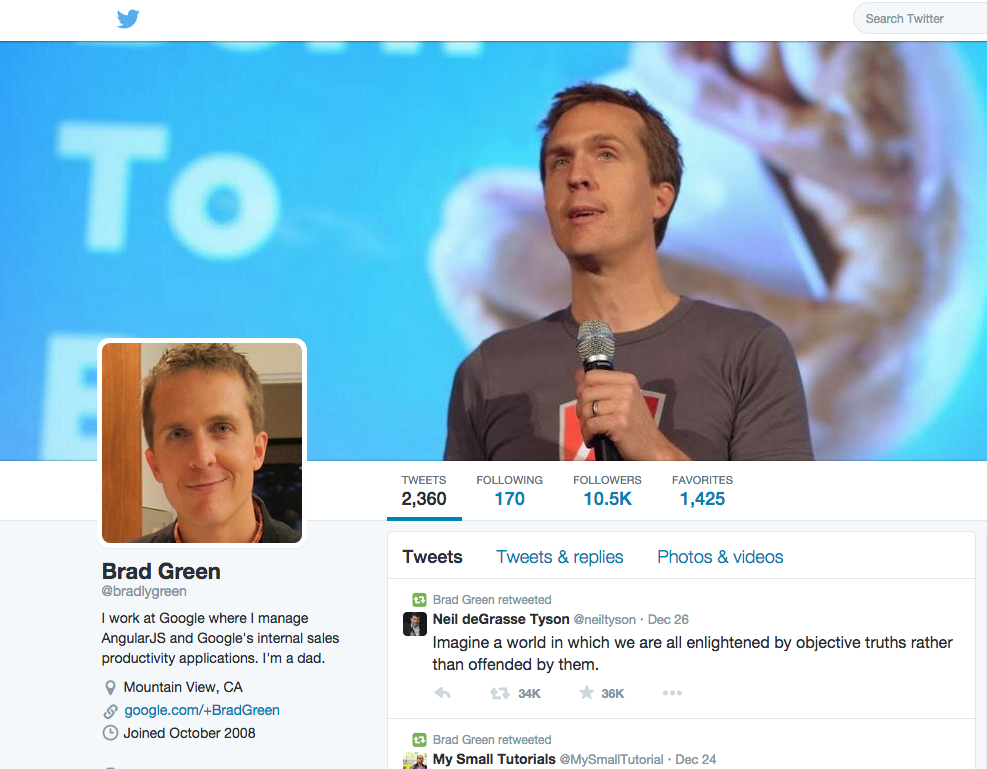 Search Twitter
To
TWEETS
2,360
FOLLOWING
170
FOLLOWERS
10.5K
FAVORITES
1,425
Brad Green
@bradlygreen
I work at Google where I manage
AngularJS and Google's internal sales
productivity applications. I'm a dad.
Mountain View, CA
google.com/+BradGreen
Joined October 2008
Tweets Tweets & replies Photos & videos
Brad Green retweeted
Neil deGrasse Tyson @neiltyson · Dec 26
Imagine a world in which we are all enlightened by objective truths rather
than offended by them.
34K 36K
Brad Green retweeted
My Small Tutorials @MySmallTutorial · Dec 24